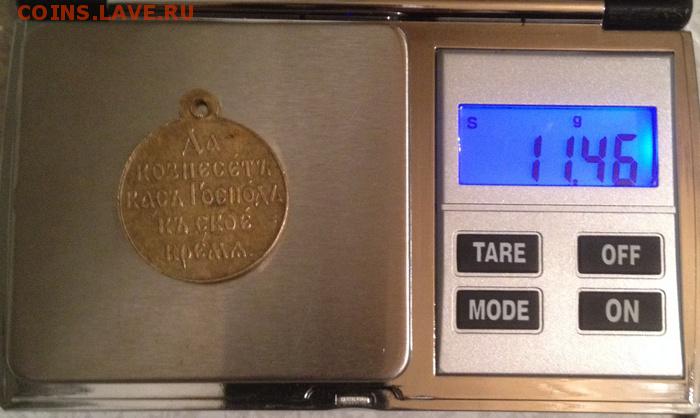 COINS.LAVE.RU
ДА
вознесетъ
васъ Господь
въ свое
время.
S g
11.46
TARE OFF
MODE ON